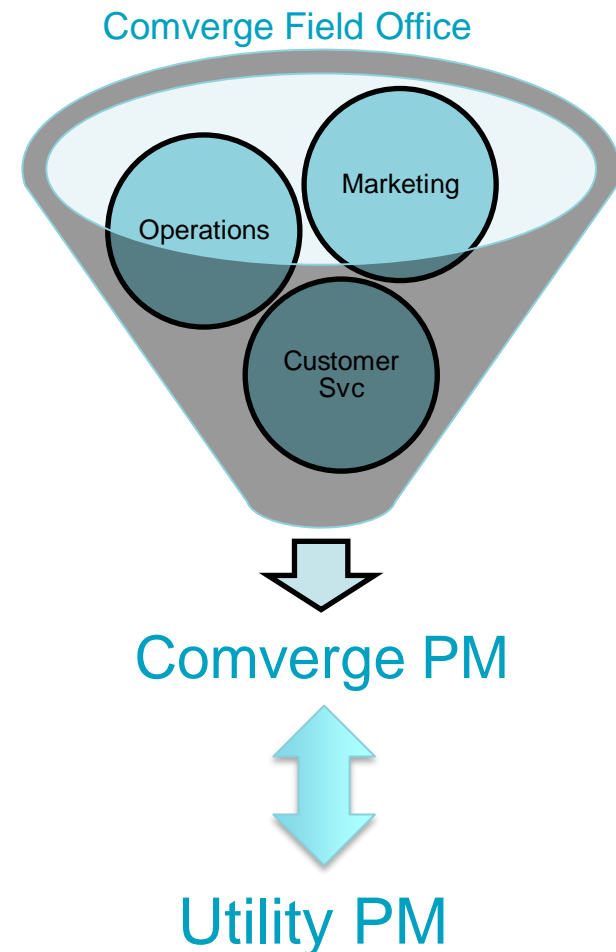 Comverge Field Office
Marketing
Operations
Customer
Svc
Comverge PM
Utility PM